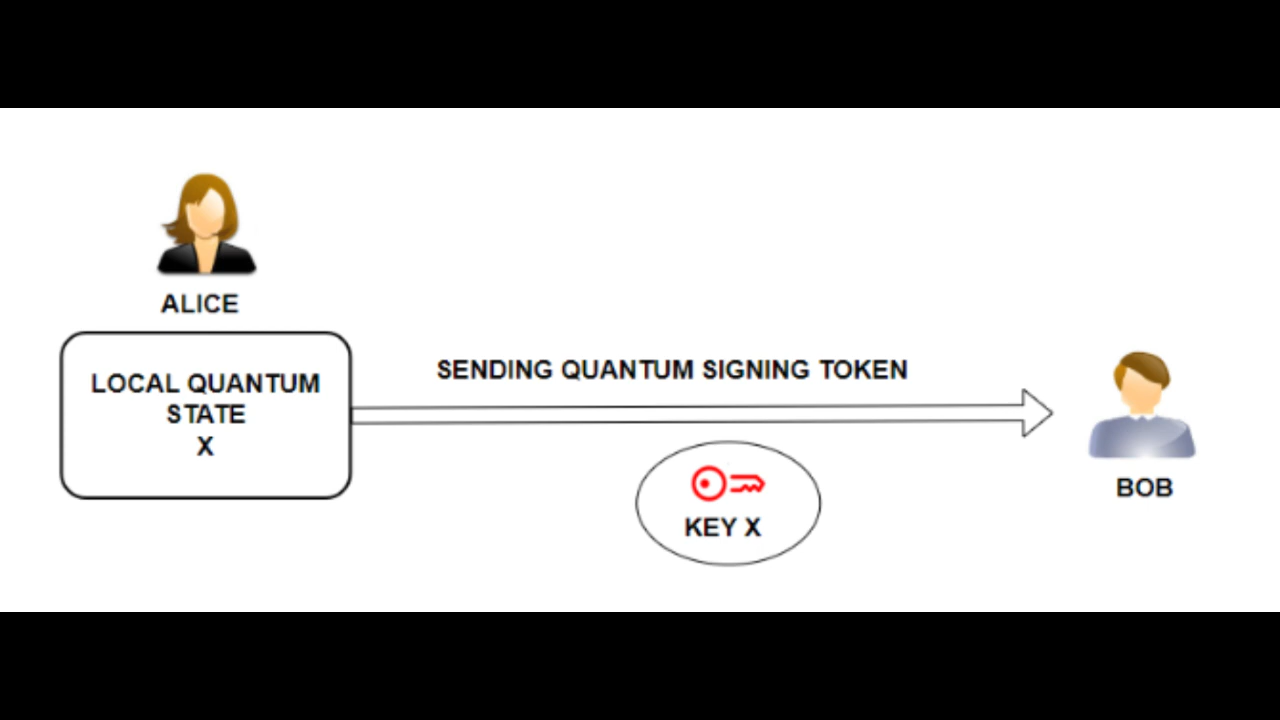 ALICE
LOCAL QUANTUM
STATE
X
SENDING QUANTUM SIGNING TOKEN
KEY X
BOB